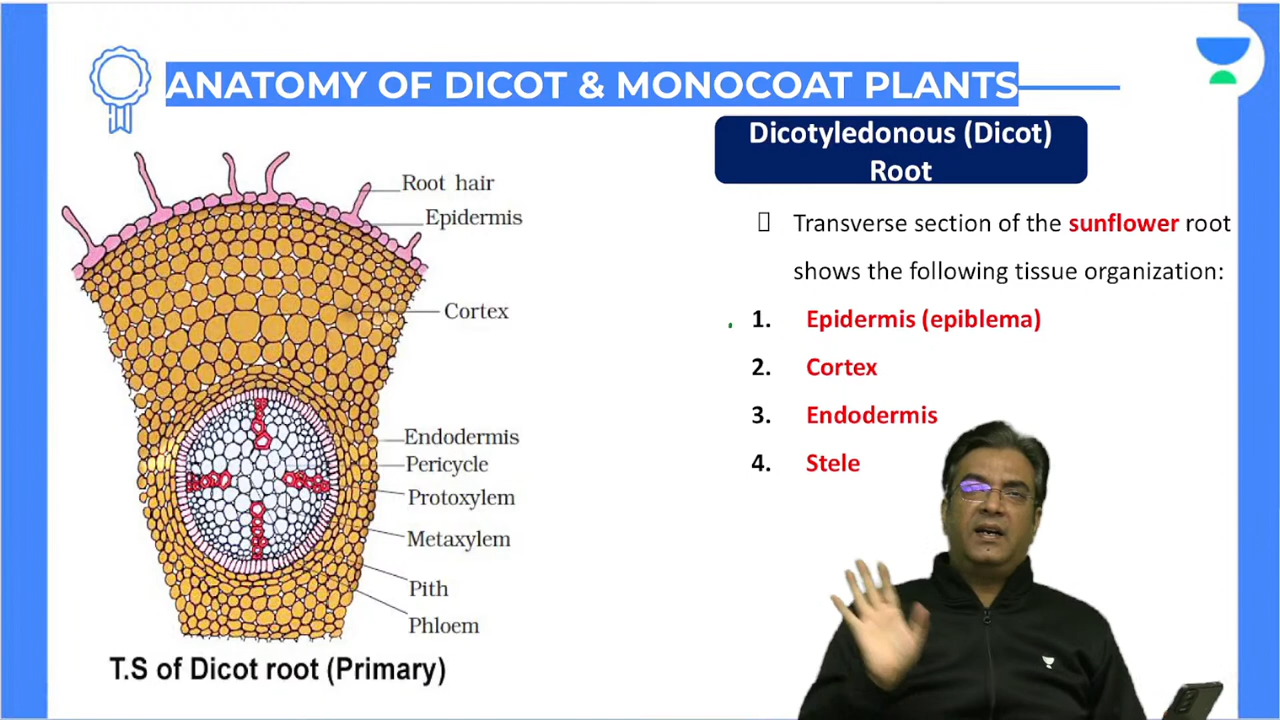 ANATOMY OF DICOT & MONOCOAT PLANTS
Dicotyledonous (Dicot)
Root
Root hair
Epidermis
Cortex
Endodermis
Pericycle
Protoxylem
Metaxylem
Pith
Phloem
T.S of Dicot root (Primary)
Transverse section of the sunflower root
shows the following tissue organization:
1. Epidermis (epiblema)
2. Cortex
3. Endodermis
4. Stele